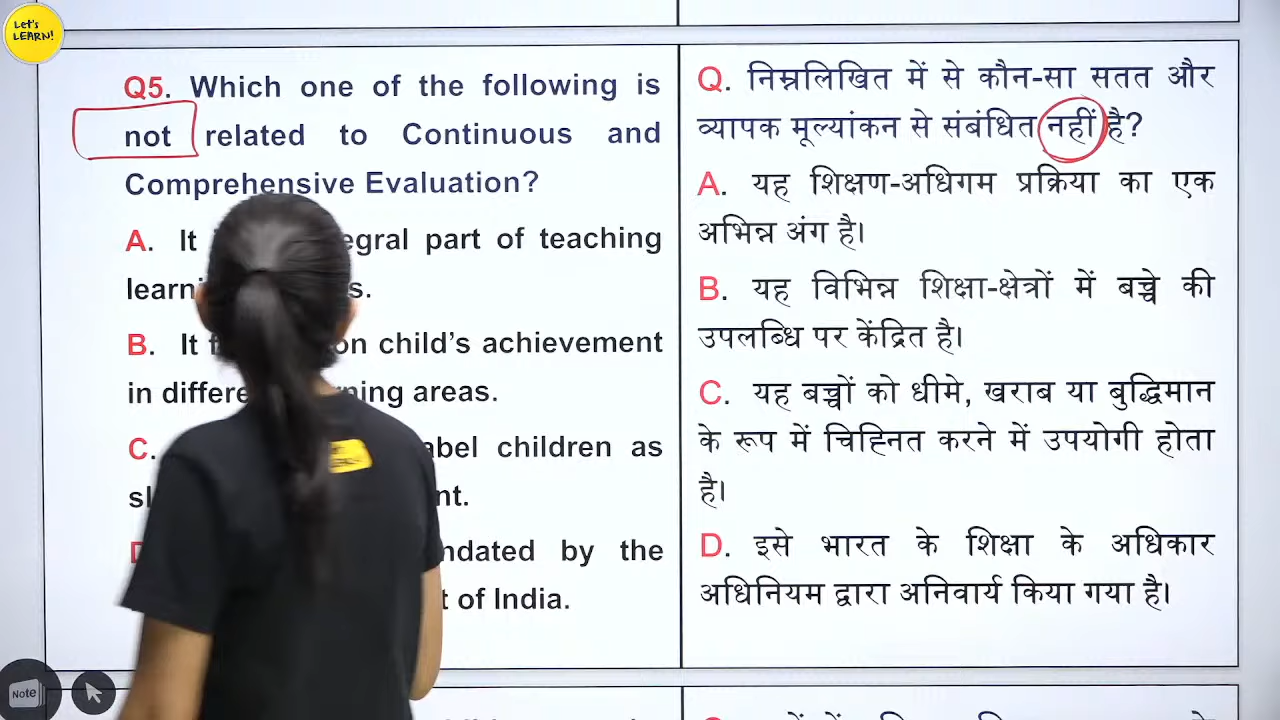 Let's
LEARN!
Q5. Which one of the following is
not related to Continuous and
Comprehensive Evaluation?
A. It egral part of teaching
learni s.
B. It f on child's achievement
in differe ning areas.
C. abel children as
sl nt.
D ndated by the
t of India.
Q. निम्नलिखित में से कौन-सा सतत और
व्यापक मूल्यांकन से संबंधित नहीं है?
A. यह शिक्षण-अधिगम प्रक्रिया का एक
अभिन्न अंग है।
B. यह विभिन्न शिक्षा-क्षेत्रों में बच्चे की
उपलब्धि पर केंद्रित है।
C. यह बच्चों को धीमे, खराब या बुद्धिमान
के रूप में चिह्नित करने में उपयोगी होता
है।
D. इसे भारत के शिक्षा के अधिकार
अधिनियम द्वारा अनिवार्य किया गया है।
Note